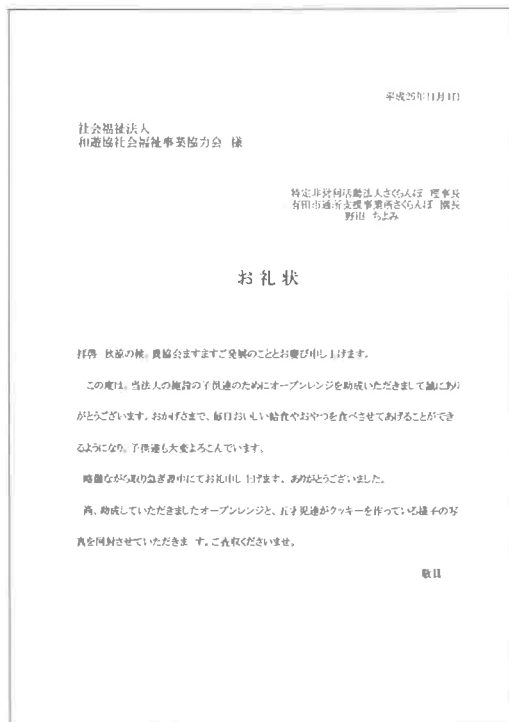 平成25年11月1日
社会福祉法人
和遊協社会福祉事業協力会 様
特定非営利活動法人さくらんぼ 理事長
有田市通所支援事業所さくらんぼ 園長
野田 ちよみ
お礼状
拝啓 秋涼の候。貴協会ますますご発展のこととお慶び申し上げます。
この度は。当法人の施設の子供達のためにオーブンレンジを助成いただきまして誠にあり
がとうございます。おかげさまで、毎日おいしい給食やおやつを食べさせてあげることができ
るようになり。子供達も大変よろこんでいます。
略儀ながら取り急ぎ書中にてお礼申し上げます。ありがとうございました。
尚、助成していただきましたオーブンレンジと、五才児達がクッキーを作っている様子の写
真を同封させていただきま す。ご査収くださいませ。
敬具